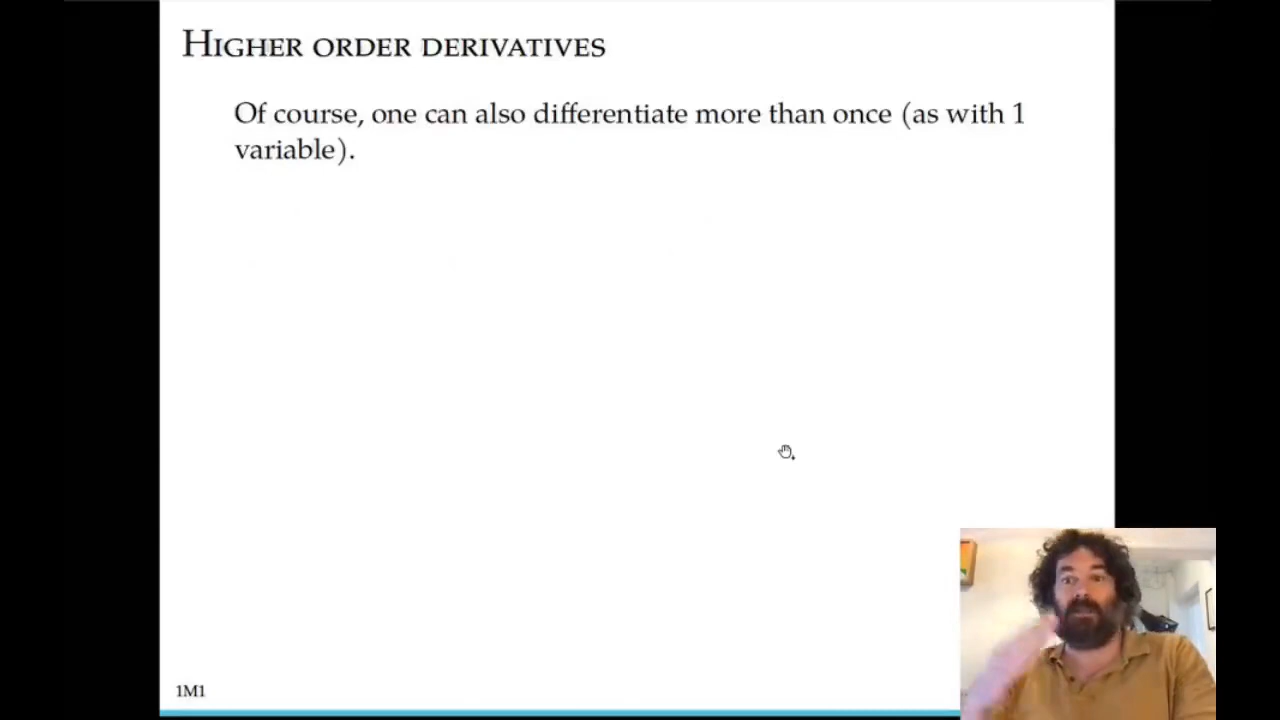 Higher order derivatives
Of course, one can also differentiate more than once (as with 1
variable).
1M1